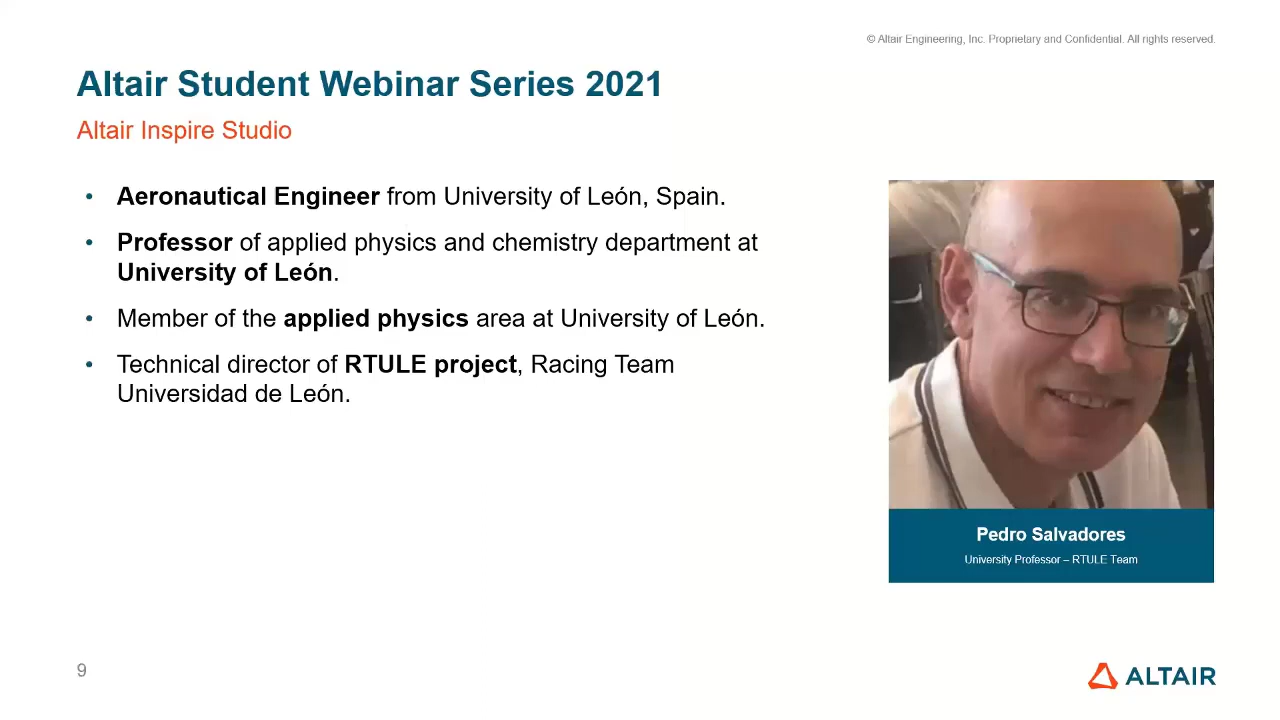 © Altair Engineering, Inc. Proprietary and Confidential. All rights reserved.
Altair Student Webinar Series 2021
Altair Inspire Studio
• Aeronautical Engineer from University of León, Spain.
• Professor of applied physics and chemistry department at
University of León.
• Member of the applied physics area at University of León.
• Technical director of RTULE project, Racing Team
Universidad de León.
Pedro Salvadores
University Professor – RTULE Team
9
ALTAIR